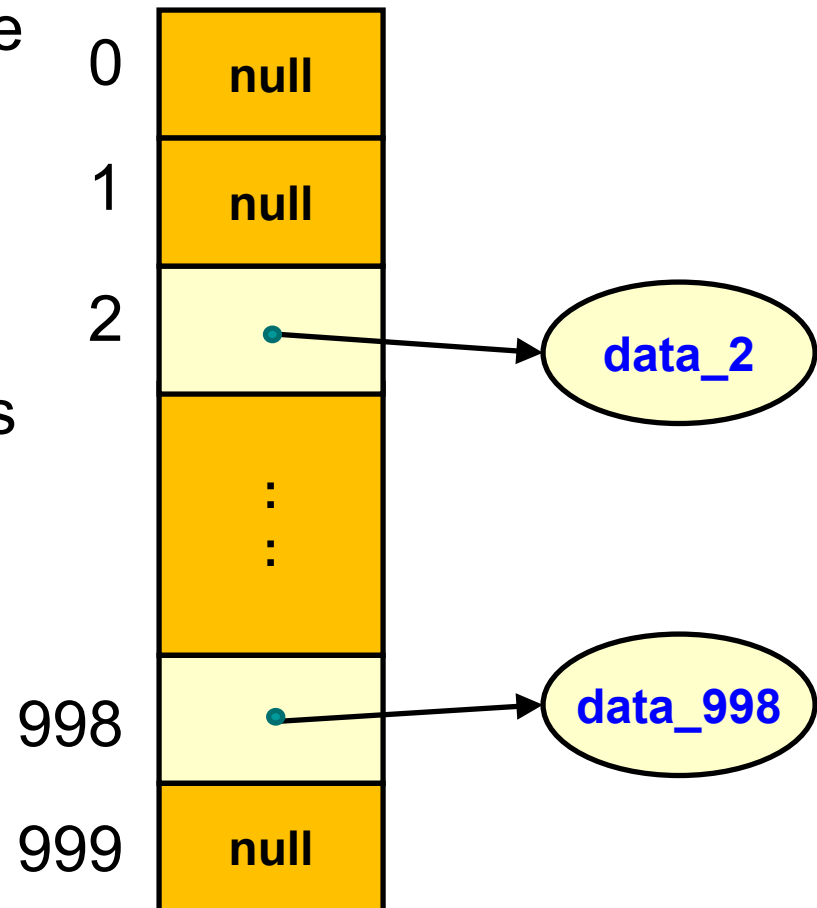 e
0 null
1 null
2 data_2
s
:
:
998 data_998
999 null